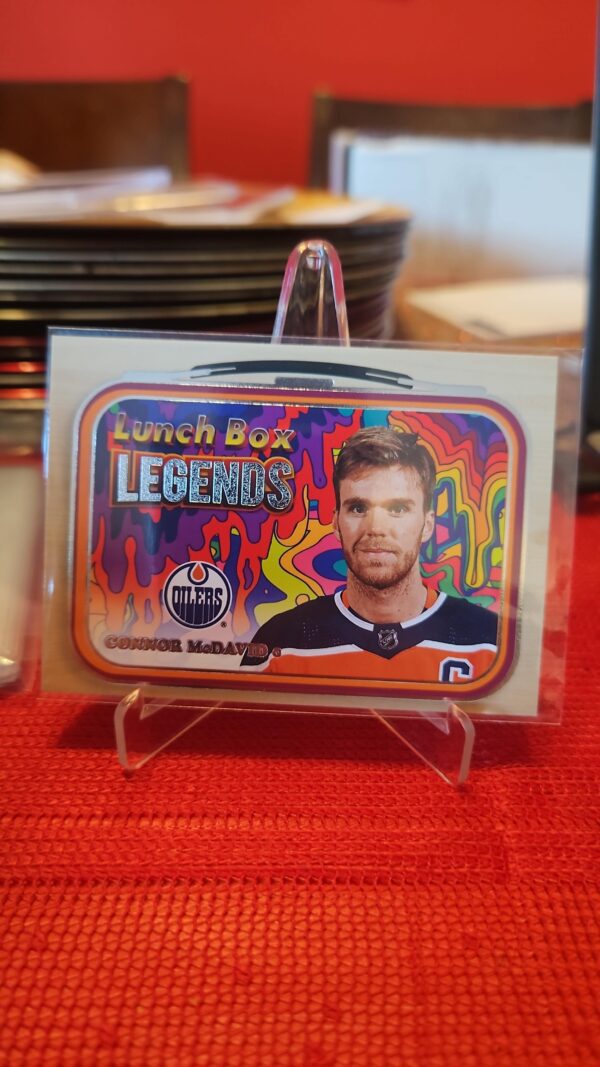 Lunch Box
LEGENDS
OILERS
®
CONNOR McDAVID
C